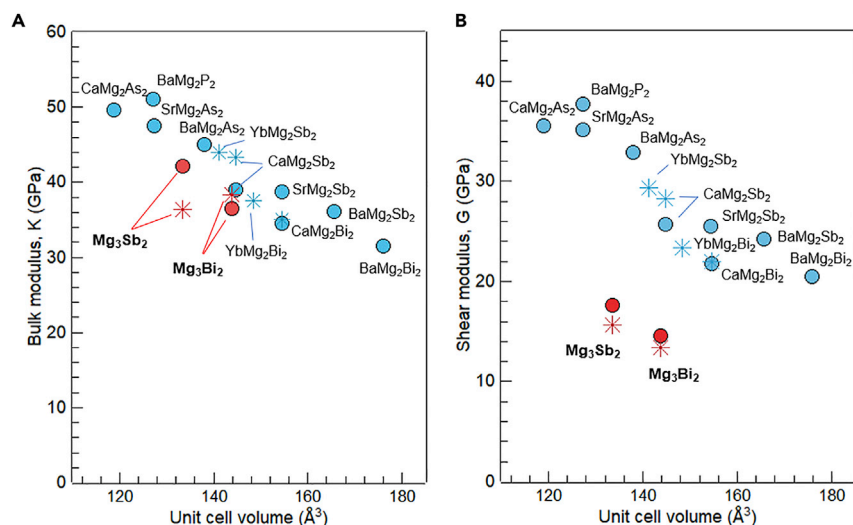 A
60
50
40
30
20
10
0
120
140
160
180
Bulk modulus, K (GPa)
Unit cell volume (Å³)
CaMg₂As₂
BaMg₂P₂
SrMg₂As₂
BaMg₂As₂
YbMg₂Sb₂
CaMg₂Sb₂
SrMg₂Sb₂
BaMg₂Sb₂
CaMg₂Bi₂
YbMg₂Bi₂
BaMg₂Bi₂
Mg₃Sb₂
Mg₃Bi₂
B
40
30
20
10
0
120
140
160
180
Shear modulus, G (GPa)
Unit cell volume (Å³)
BaMg₂P₂
CaMg₂As₂
SrMg₂As₂
BaMg₂As₂
YbMg₂Sb₂
CaMg₂Sb₂
SrMg₂Sb₂
YbMg₂Bi₂
BaMg₂Sb₂
BaMg₂Bi₂
CaMg₂Bi₂
Mg₃Sb₂
Mg₃Bi₂